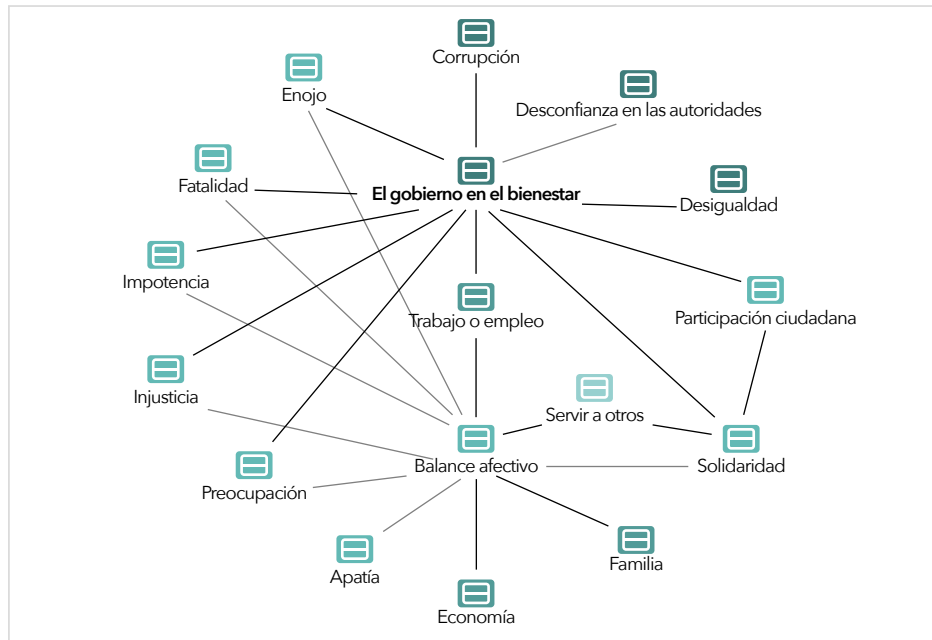 Corrupción
Enojo
Desconfianza en las autoridades
Fatalidad
El gobierno en el bienestar
Desigualdad
Impotencia
Trabajo o empleo
Participación ciudadana
Injusticia
Servir a otros
Balance afectivo
Solidaridad
Preocupación
Apatía
Familia
Economía